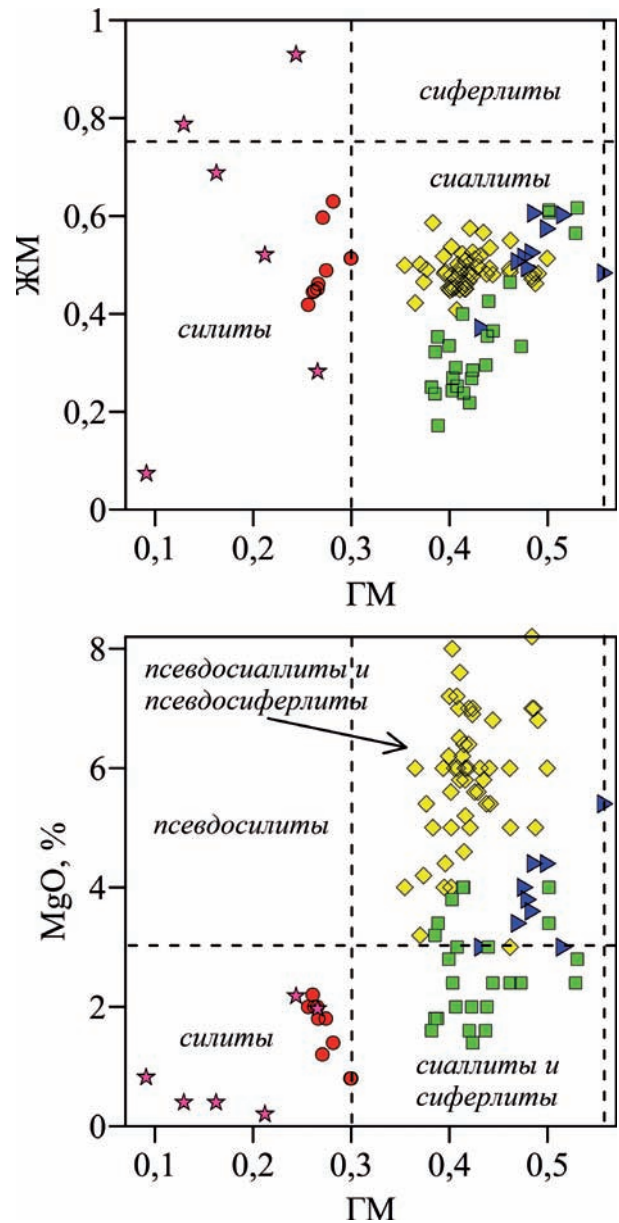 1
сиферлиты
0,8
сиаллиты
0,6
ЖМ
0,4
силиты
0,2
0
0,1 0,2 0,3 0,4 0,5
ГМ
8
псевдосиаллиты и
псевдосиферлиты
6
псевдосилиты
MgO, %
4
2
силиты
сиаллиты и
сиферлиты
0
0,1 0,2 0,3 0,4 0,5
ГМ